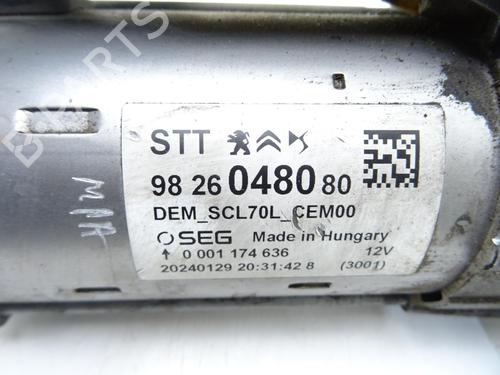 PARTS
STT
98 26 0480 80
DEM_SCL70L_CEM00
SEG Made in Hungary
↑ 0 001 174 636 12V
20240129 20:31:42 8 (3001)